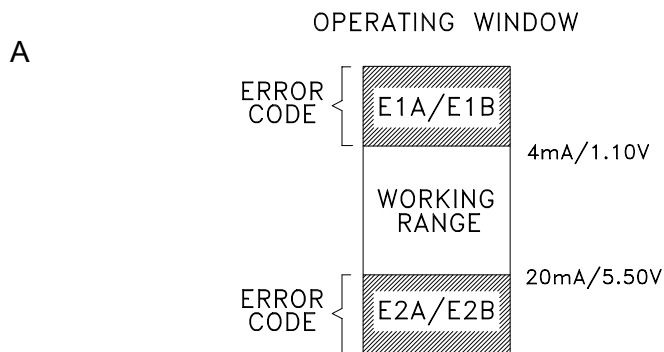 OPERATING WINDOW
A
ERROR
CODE
E1A/E1B
4mA/1.10V
WORKING
RANGE
20mA/5.50V
ERROR
CODE
E2A/E2B